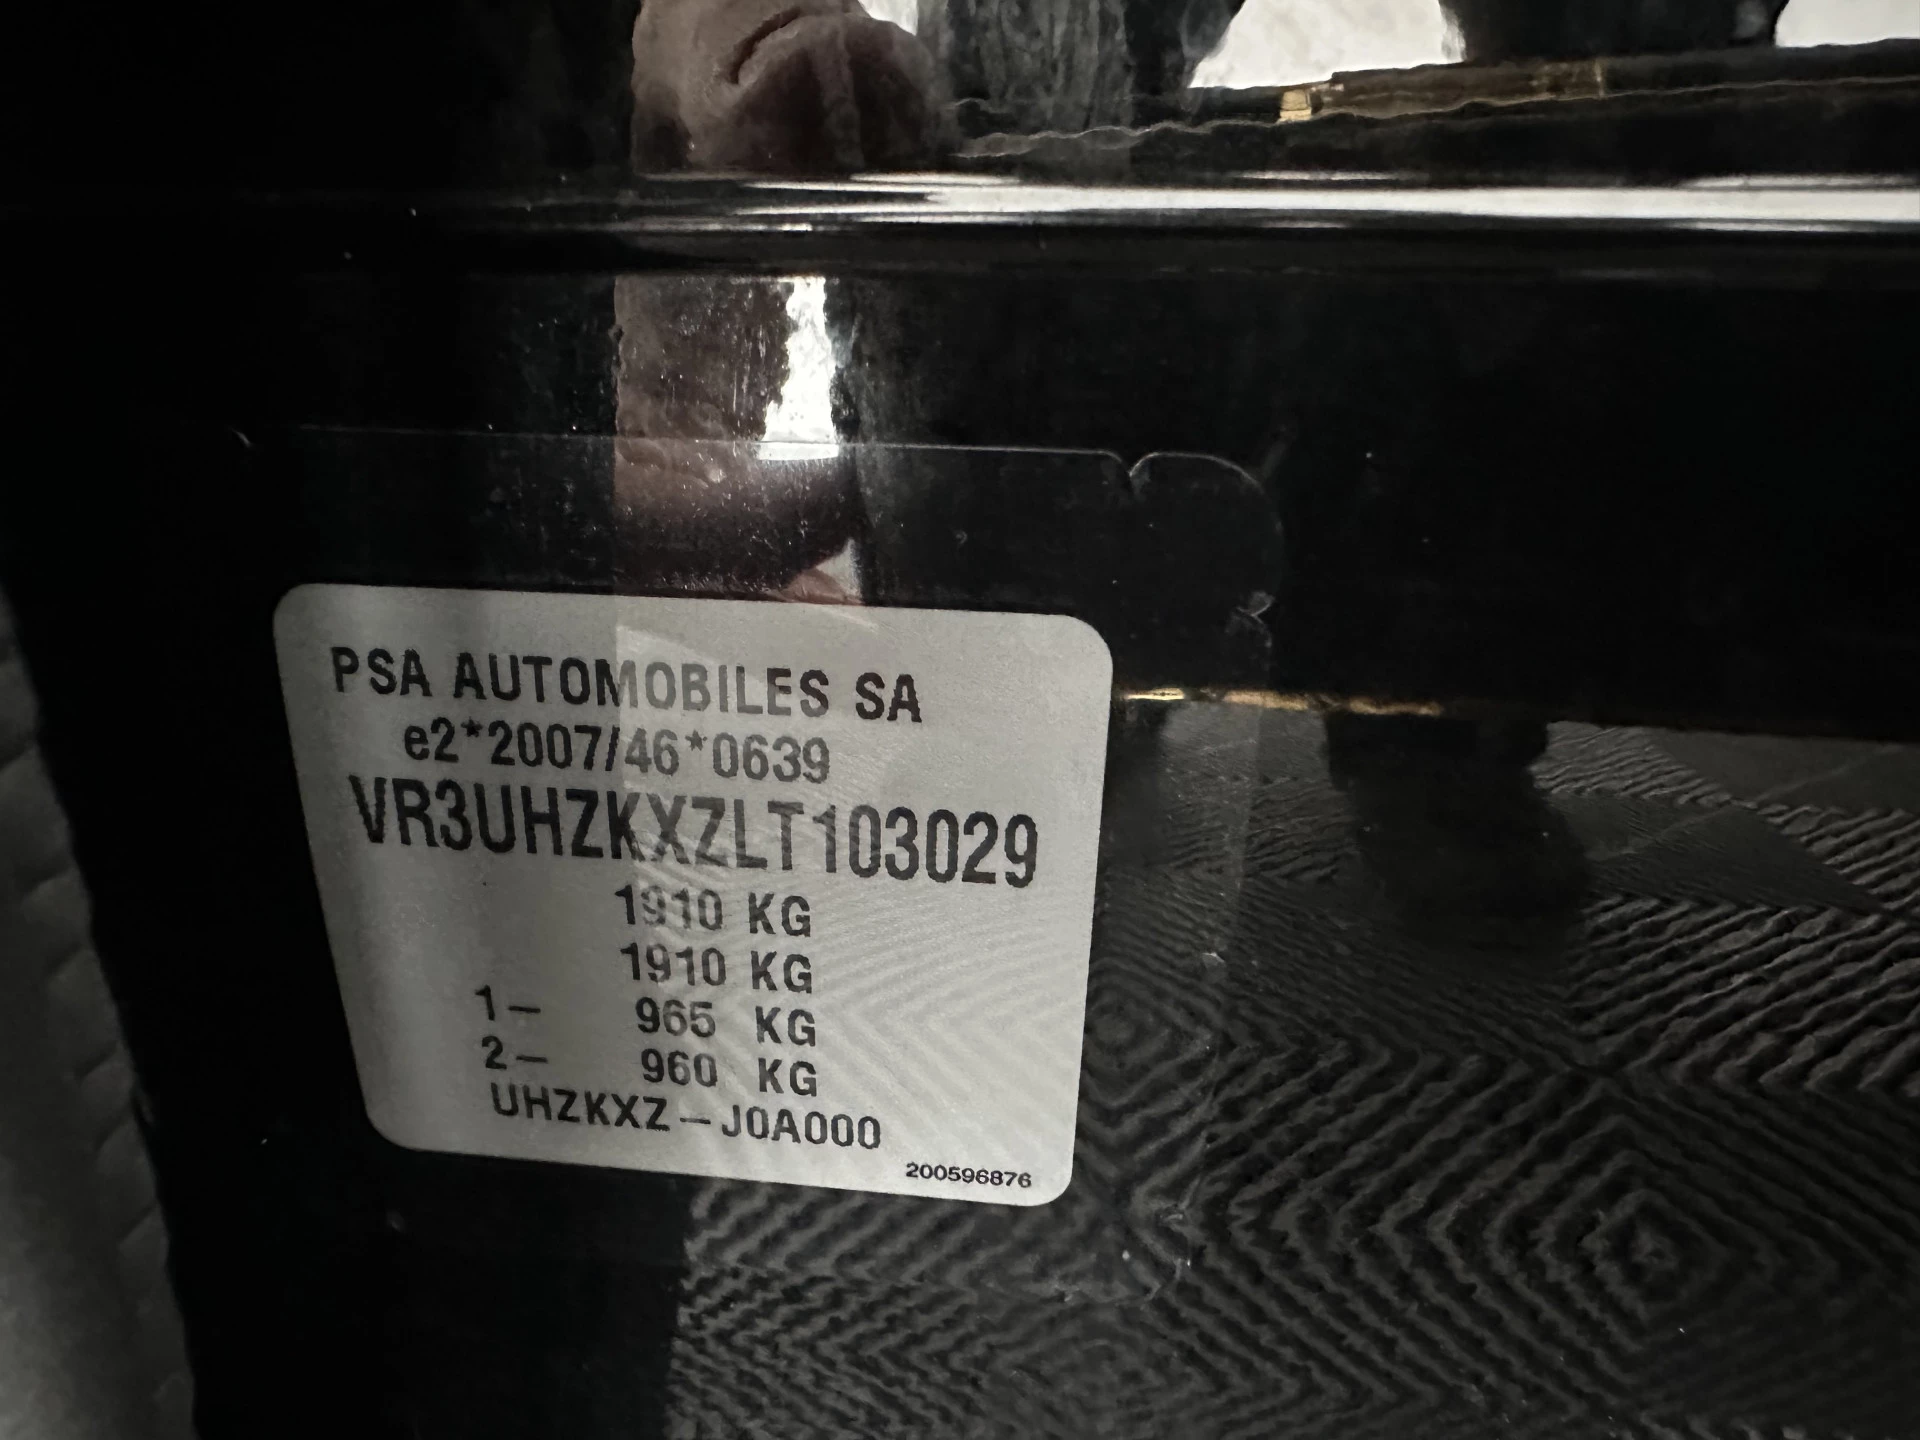 PSA AUTOMOBILES SA
e2*2007/46*0639
VR3UHZKXZLT103029
1910 KG
1910 KG
1- 965 KG
2- 960 KG
UHZKXZ-J0A000
200596876